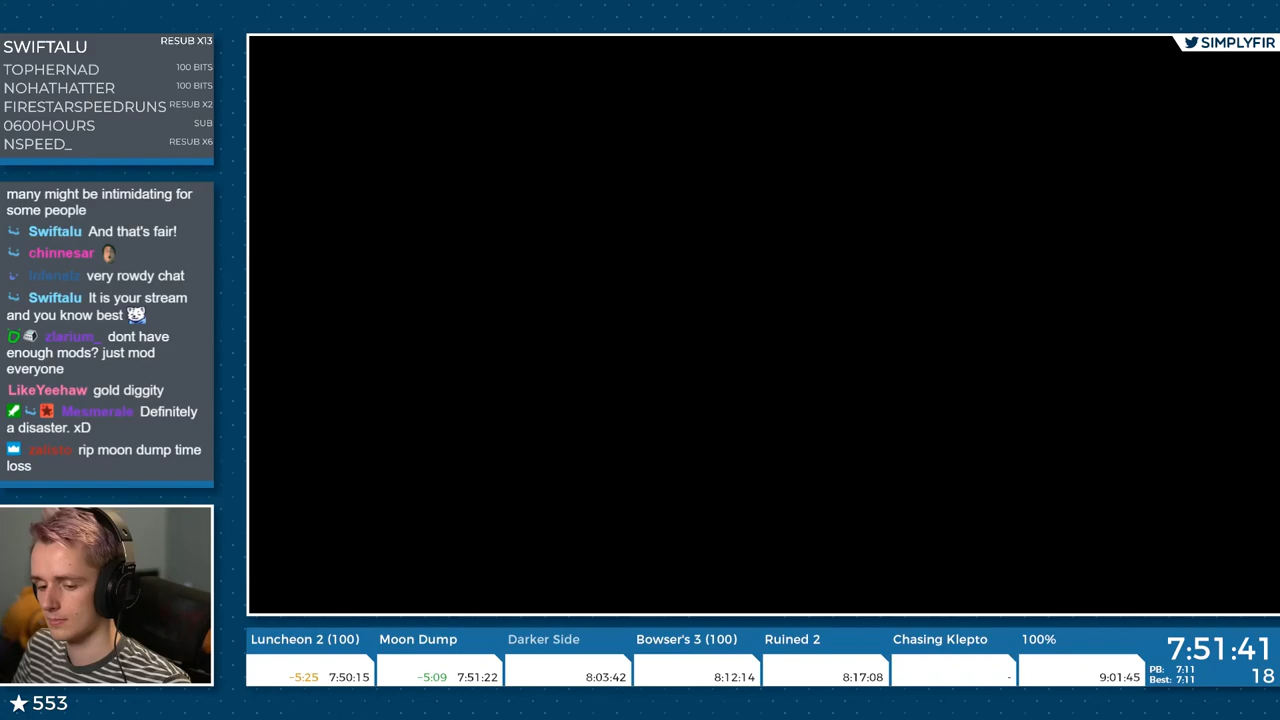 SWIFTALU RESUB X13
TOPHERNAD 100 BITS
NOHATHATTER 100 BITS
FIRESTARSPEEDRUNS RESUB X2
0600HOURS SUB
NSPEED_ RESUB X6
many might be intimidating for
some people
Swiftalu And that's fair!
chinnesar
very rowdy chat
Swiftalu It is your stream
and you know best
zlarium_ dont have
enough mods? just mod
everyone
LikeYeehaw gold diggity
Mesmerale Definitely
a disaster. xD
zalisto rip moon dump time
loss
★ 553
SIMPLYFIR
Luncheon 2 (100) Moon Dump Darker Side Bowser's 3 (100) Ruined 2 Chasing Klepto 100%
−5:25 7:50:15 −5:09 7:51:22 8:03:42 8:12:14 8:17:08 - 9:01:45
7:51:41
PB: 7:11
Best: 7:11 18